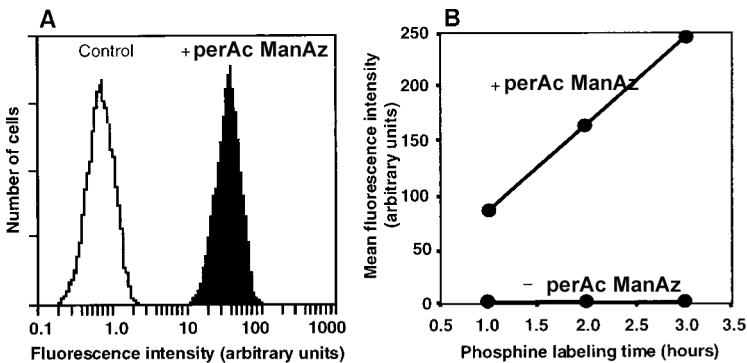 A
Control
+ perAc ManAz
Number of cells
0.1 1.0 10 100 1000
Fluorescence intensity (arbitrary units)
B
Mean fluorescence intensity
(arbitrary units)
250
200
150
100
50
0
+ perAc ManAz
− perAc ManAz
0.5 1.0 1.5 2.0 2.5 3.0 3.5
Phosphine labeling time (hours)